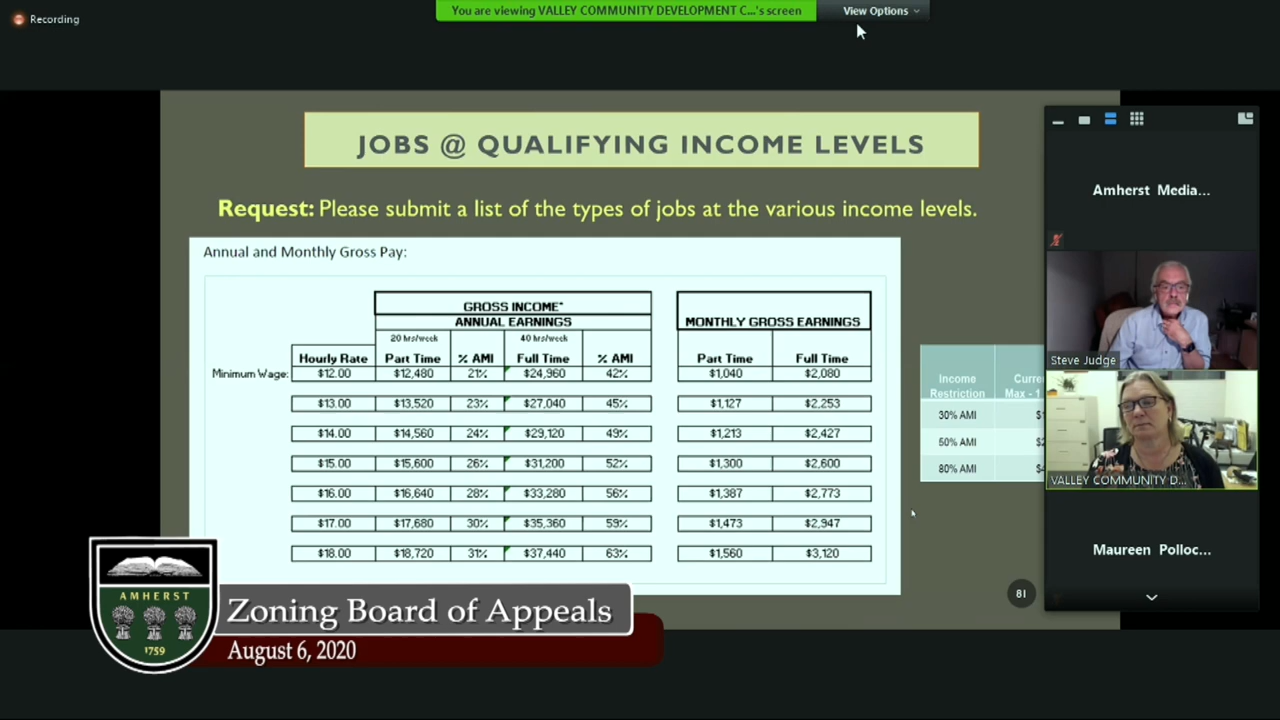 Recording
You are viewing VALLEY COMMUNITY DEVELOPMENT C...'s screen
View Options
JOBS @ QUALIFYING INCOME LEVELS
Request: Please submit a list of the types of jobs at the various income levels.
Annual and Monthly Gross Pay:
GROSS INCOME*
ANNUAL EARNINGS
MONTHLY GROSS EARNINGS
20 hrs/week 40 hrs/week
Hourly Rate Part Time % AMI Full Time % AMI Part Time Full Time
Minimum Wage: $12.00 $12,480 21% $24,960 42% $1,040 $2,080
$13.00 $13,520 23% $27,040 45% $1,127 $2,253
$14.00 $14,560 24% $29,120 49% $1,213 $2,427
$15.00 $15,600 26% $31,200 52% $1,300 $2,600
$16.00 $16,640 28% $33,280 56% $1,387 $2,773
$17.00 $17,680 30% $35,360 59% $1,473 $2,947
$18.00 $18,720 31% $37,440 63% $1,560 $3,120
Income Curre
Restriction Max - 1
30% AMI
50% AMI
80% AMI
81
Amherst Media...
Steve Judge
VALLEY COMMUNITY D...
Maureen Polloc...
AMHERST
1759
Zoning Board of Appeals
August 6, 2020